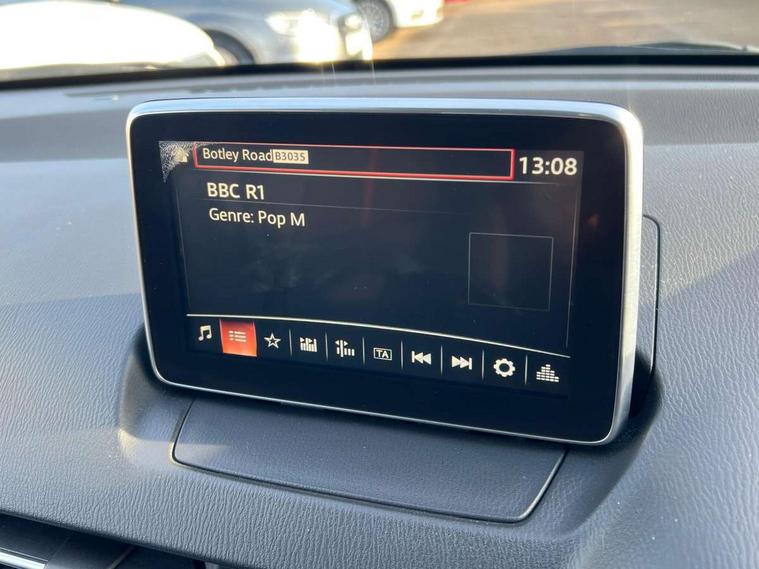 Botley Road B3035
13:08
BBC R1
Genre: Pop M
TA